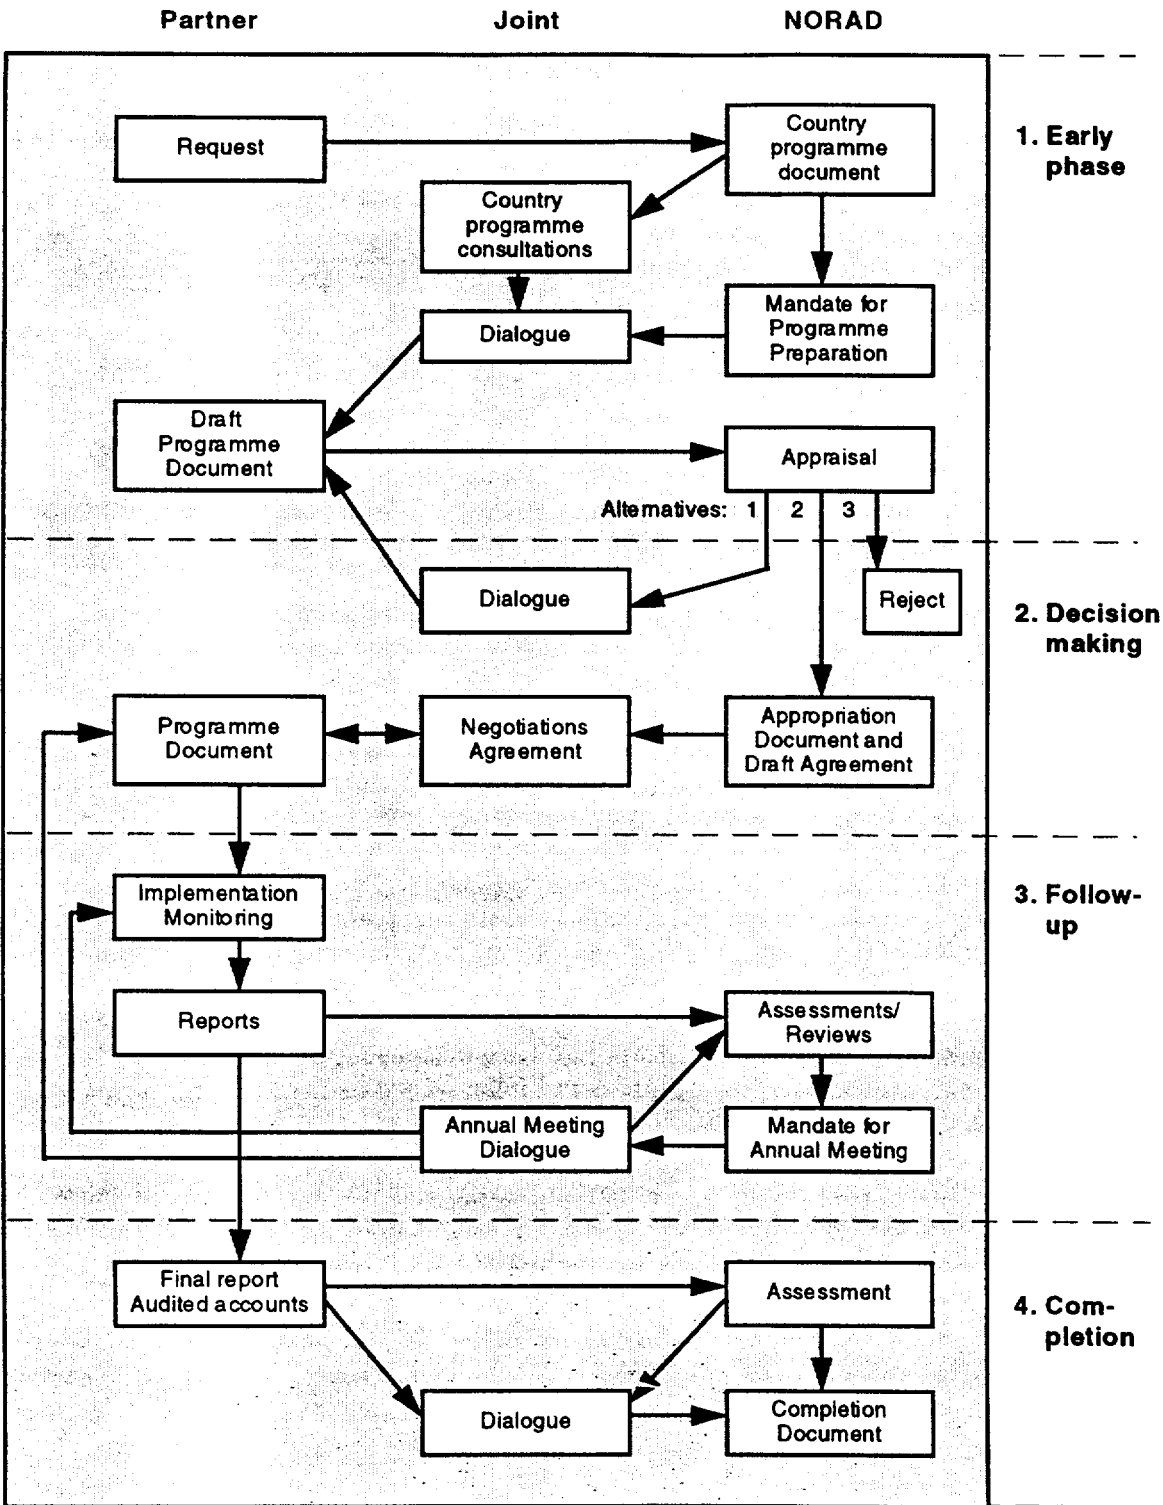 Partner Joint NORAD
Request
Country
programme
document
1. Early
phase
Country
programme
consultations
Dialogue
Mandate for
Programme
Preparation
Draft
Programme
Document
Appraisal
Alternatives: 1 2 3
Dialogue
Reject
2. Decision
making
Programme
Document
Negotiations
Agreement
Appropriation
Document and
Draft Agreement
Implementation
Monitoring
3. Follow-
up
Reports
Assessments/
Reviews
Annual Meeting
Dialogue
Mandate for
Annual Meeting
Final report
Audited accounts
Assessment
4. Com-
pletion
Dialogue
Completion
Document